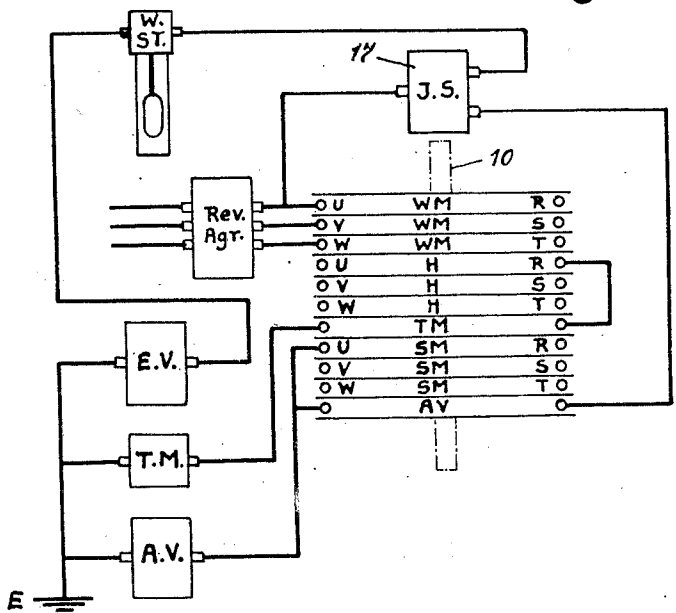 W.
ST.
17
J.S.
10
Rev.
Agr.
U WM R
V WM S
W WM T
U H R
V H S
W H T
TM
U SM R
V SM S
W SM T
AV
E.V.
T.M.
A.V.
E